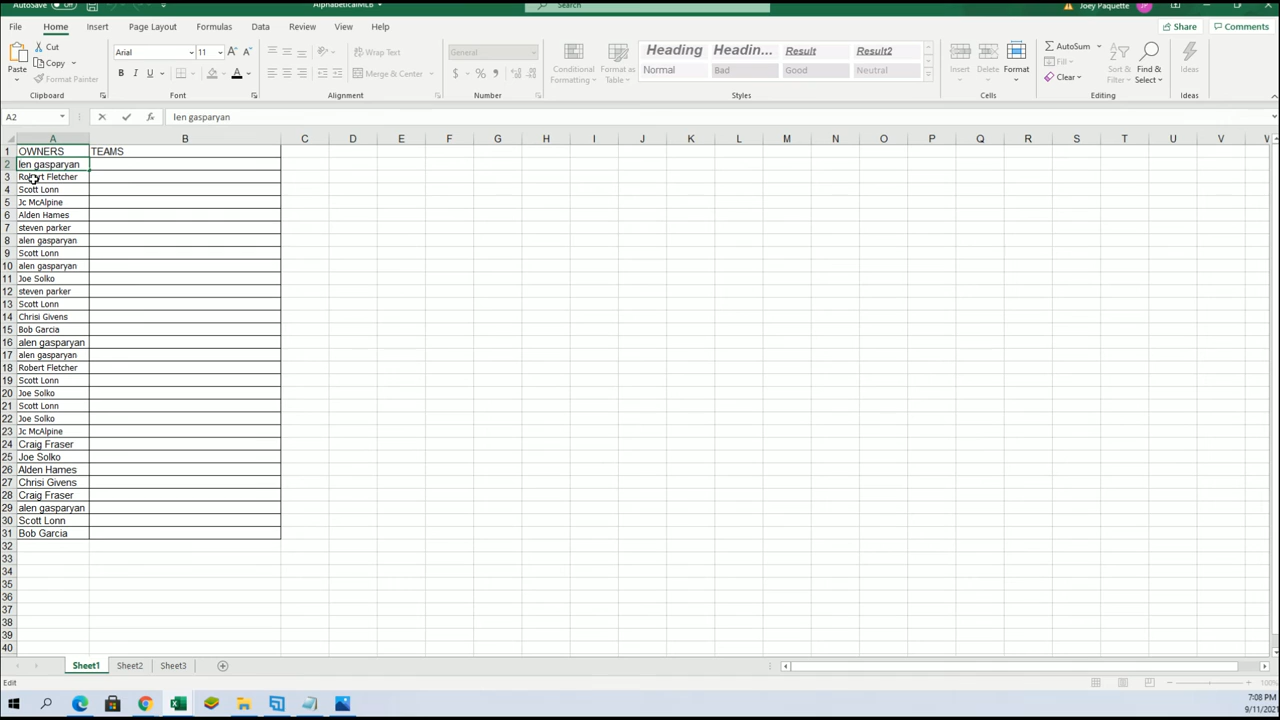 AutoSave Off AlphabeticalMLB Search Joey Paquette JP
File Home Insert Page Layout Formulas Data Review View Help Share Comments
Paste Cut Copy Format Painter Clipboard
Arial 11 A A B I U A Font
Wrap Text Merge & Center Alignment
General $ % Number
Conditional Formatting Format as Table Heading Headin... Result Result2 Normal Bad Good Neutral Styles
Insert Delete Format Cells
AutoSum Fill Clear Sort & Filter Find & Select Editing
Ideas Ideas
A2 fx len gasparyan
A B C D E F G H I J K L M N O P Q R S T U V W
1 OWNERS TEAMS
2 len gasparyan
3 Robert Fletcher
4 Scott Lonn
5 Jc McAlpine
6 Alden Hames
7 steven parker
8 alen gasparyan
9 Scott Lonn
10 alen gasparyan
11 Joe Solko
12 steven parker
13 Scott Lonn
14 Chrisi Givens
15 Bob Garcia
16 alen gasparyan
17 alen gasparyan
18 Robert Fletcher
19 Scott Lonn
20 Joe Solko
21 Scott Lonn
22 Joe Solko
23 Jc McAlpine
24 Craig Fraser
25 Joe Solko
26 Alden Hames
27 Chrisi Givens
28 Craig Fraser
29 alen gasparyan
30 Scott Lonn
31 Bob Garcia
32
33
34
35
36
37
38
39
40
Sheet1 Sheet2 Sheet3
Edit 100%
7:08 PM